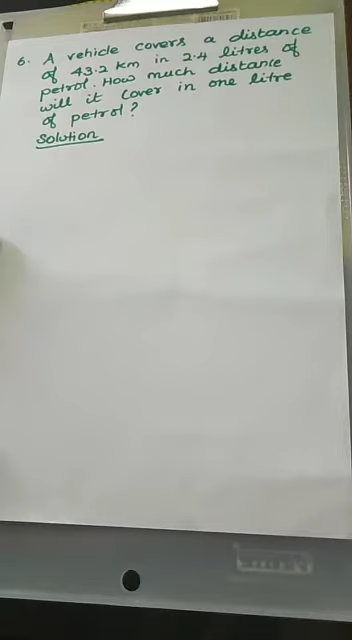 6. A vehicle covers a distance
of 43.2 km in 2.4 litres of
petrol. How much distance
will it cover in one litre
of petrol?
Solution